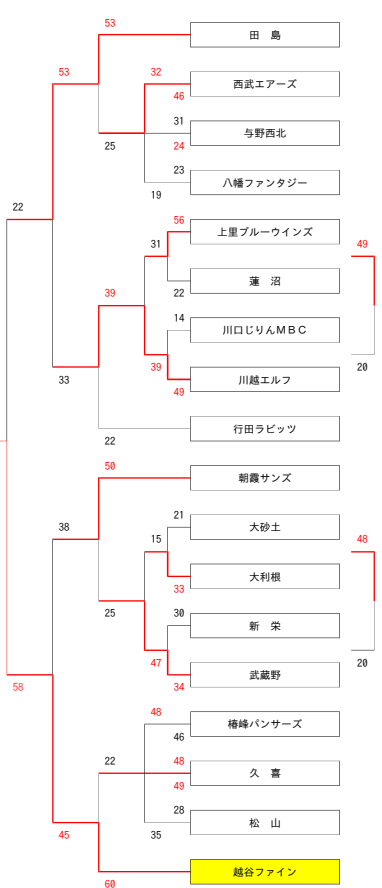 53
田 島
53
32
西武エアーズ
46
31
与野西北
25
24
23
八幡ファンタジー
19
22
56
上里ブルーウインズ
31
49
39
22
蓮 沼
14
川口じりんMBC
33
39
49
川越エルフ
20
22
行田ラビッツ
50
朝霞サンズ
38
21
大砂土
15
48
33
大利根
25
30
新 栄
47
34
武蔵野
20
58
48
椿峰パンサーズ
46
22
48
久 喜
49
28
松 山
45
35
越谷ファイン
60